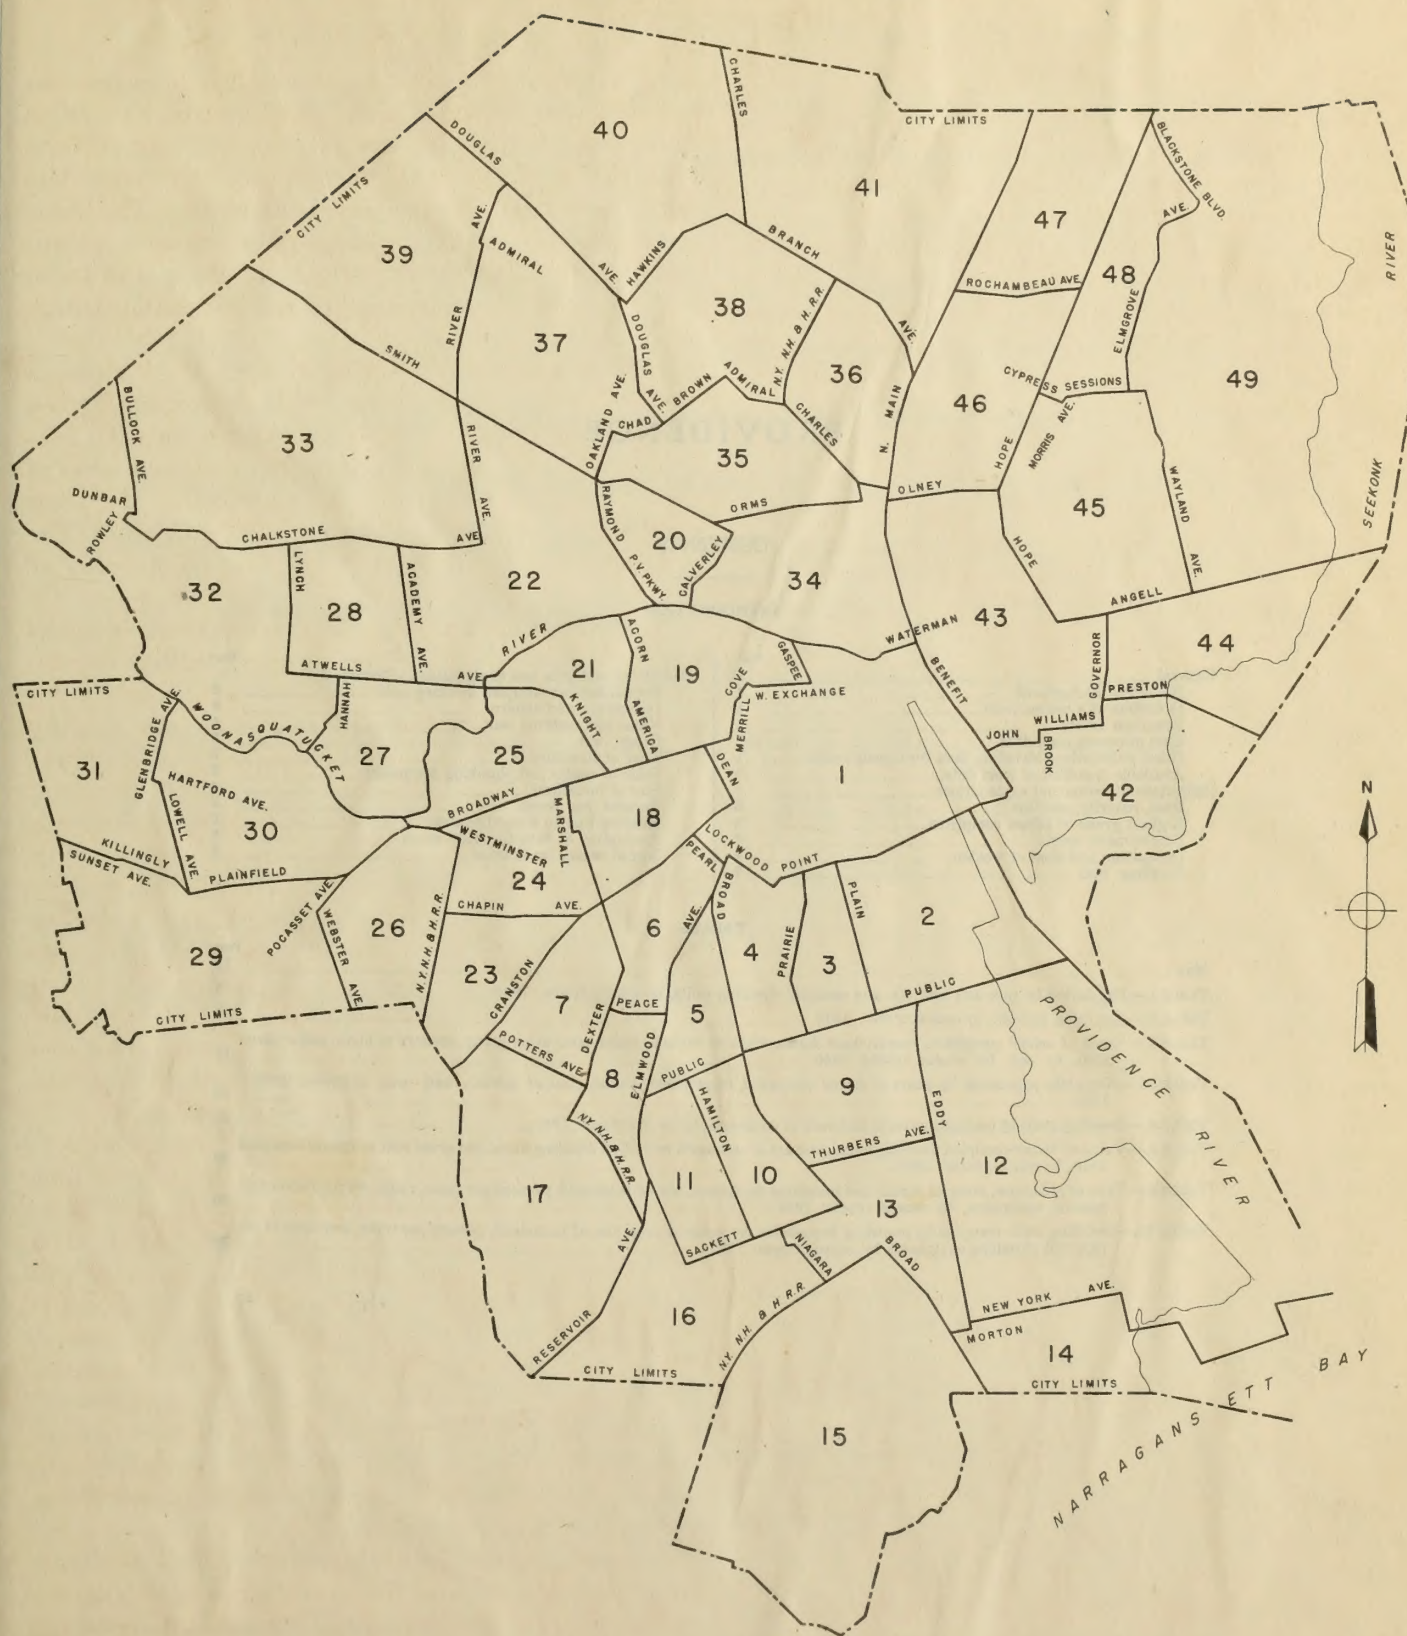 CHARLES
CITY LIMITS
40
DOUGLAS
BLACKSTONE BLVD.
CITY LIMITS
41
47
AVE.
39
AVE.
ADMIRAL
HAWKINS
BRANCH
48
RIVER
AVE.
ROCHAMBEAU AVE.
38
N.Y. N.H. & H.R.R.
ELMGROVE
RIVER
37
DOUGLAS
AVE.
AVE.
SMITH
36
49
BULLOCK
AVE.
OAKLAND AVE.
BROWN
ADMIRAL
CYPRESS
SESSIONS
CHAD
CHARLES
N. MAIN
46
MORRIS AVE.
33
RIVER
AVE.
35
HOPE
WAYLAND
AVE.
DUNBAR
ROWLEY
OLNEY
ORMS
RAYMOND
45
SEEKONK
CHALKSTONE
AVE
20
CALVERLEY
P.V. PKWY.
HOPE
LYNCH
ACADEMY
AVE.
22
34
32
28
ANGELL
RIVER
WATERMAN
43
ACORN
GASPEE
GOVERNOR
44
ATWELLS
AVE
21
19
COVE
BENEFIT
CITY LIMITS
HANNAH
KNIGHT
W. EXCHANGE
PRESTON
GLENBRIDGE AVE.
WOONASQUATUCKET
AMERICA
MERRILL
WILLIAMS
JOHN
BROOK
27
25
DEAN
31
HARTFORD AVE.
1
42
N
LOWELL AVE.
30
BROADWAY
MARSHALL
18
WESTMINSTER
LOCKWOOD
POINT
KILLINGLY
SUNSET AVE.
PLAINFIELD
24
PEARL
BROAD
PLAIN
POCASSET AVE.
CHAPIN
AVE.
AVE.
26
WEBSTER
AVE.
N.Y. N.H. & H.R.R.
6
4
PRAIRIE
3
2
29
23
CRANSTON
7
PEACE
PUBLIC
CITY LIMITS
DEXTER
5
PROVIDENCE
RIVER
POTTERS AVE
ELMWOOD
8
PUBLIC
9
HAMILTON
EDDY
N.Y. N.H. & H.R.R.
THURBERS
AVE.
12
11
10
17
13
AVE.
SACKETT
NIAGARA
BROAD
RESERVOIR
16
N.Y. N.H. & H.R.R.
NEW YORK
AVE.
MORTON
14
CITY LIMITS
CITY LIMITS
NARRAGANSETT
BAY
15